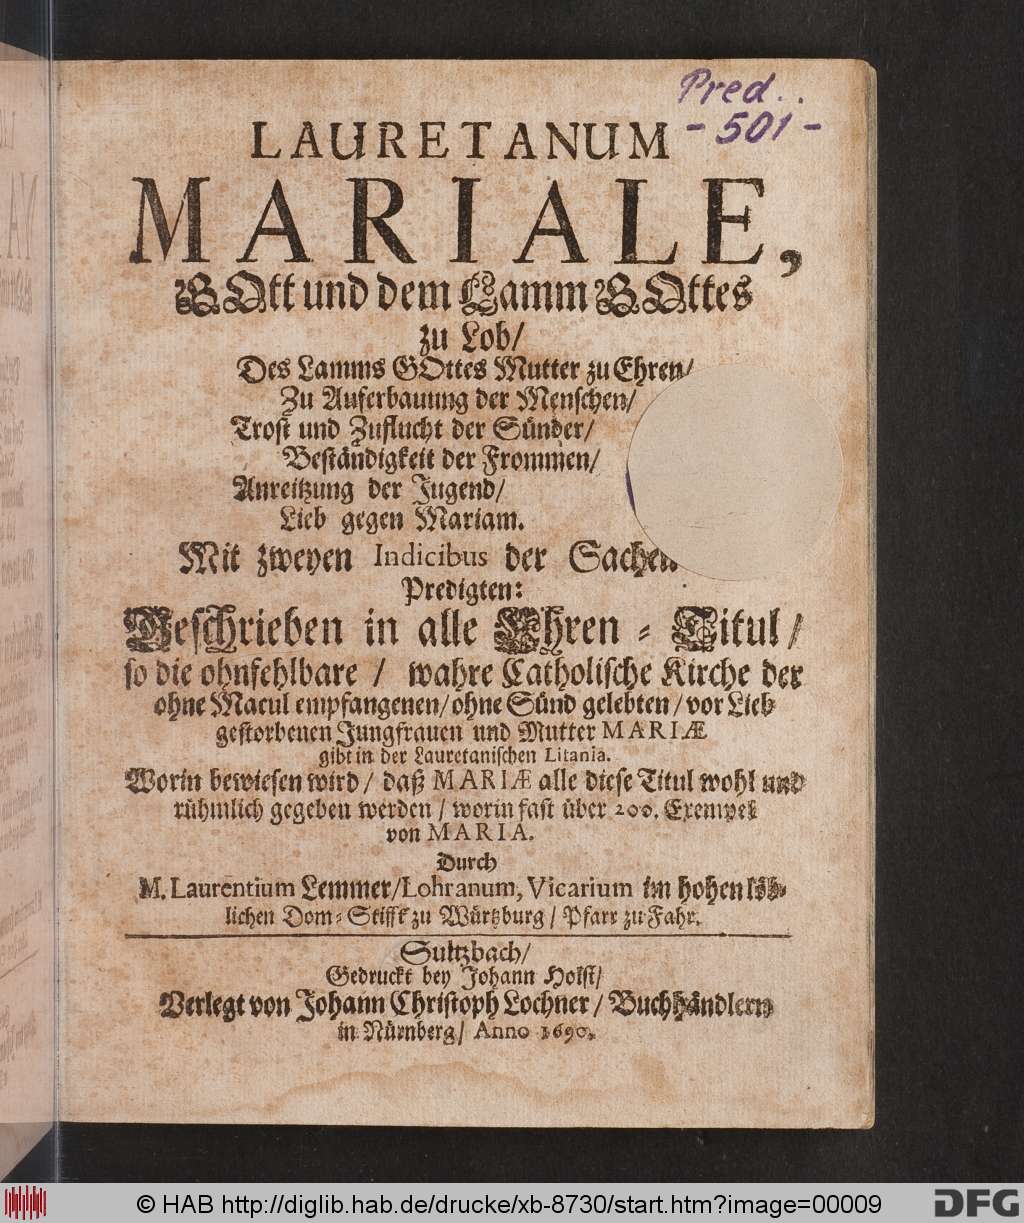 Pred..
- 501 -
LAURETANUM
MARIALE,
GOtt und dem Lamm GOttes
zu Lob/
Des Lamms GOttes Mutter zu Ehren/
Zu Auferbauung der Menschen/
Trost und Zuflucht der Sünder/
Beständigkeit der Frommen/
Anreitzung der Jugend/
Lieb gegen Mariam.
Mit zweyen Indicibus der Sachen
Predigten:
Beschrieben in alle Ehren-Titul/
so die ohnfehlbare / wahre Catholische Kirche der
ohne Macul empfangenen/ohne Sünd gelebten/vor Lieb
gestorbenen Jungfrauen und Mutter MARIÆ
gibt in der Lauretanischen Litania.
Worin bewiesen wird / daß MARIÆ alle diese Titul wohl und
rühmlich gegeben werden / worin fast über 200. Exempel
von MARIA.
Durch
M. Laurentium Lemmer/Lohranum, Vicarium im hohen löb-
lichen Dom-Stifft zu Würtzburg/ Pfarr zu Fahr.
Sultzbach/
Gedruckt bey Johann Holst/
Verlegt von Johann Christoph Lochner/ Buchhändlern
in Nürnberg/ Anno 1690.
© HAB http://diglib.hab.de/drucke/xb-8730/start.htm?image=00009
DFG